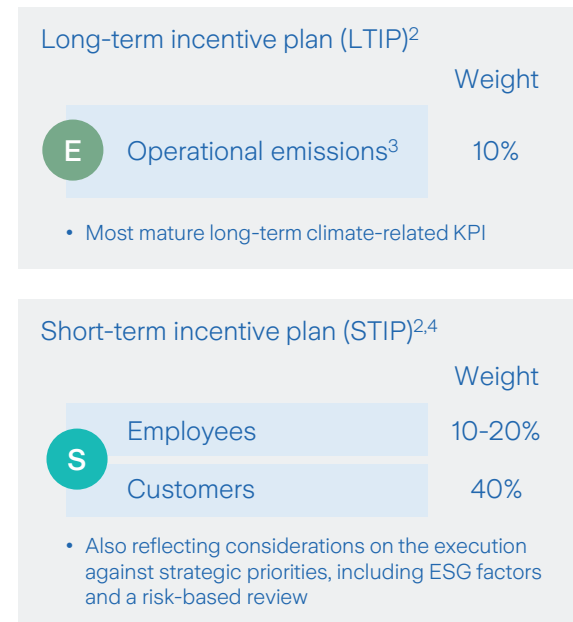 Long-term incentive plan (LTIP)2
Weight
E Operational emissions3 10%
• Most mature long-term climate-related KPI
Short-term incentive plan (STIP)2,4
Weight
S
Employees 10-20%
Customers 40%
• Also reflecting considerations on the execution
against strategic priorities, including ESG factors
and a risk-based review